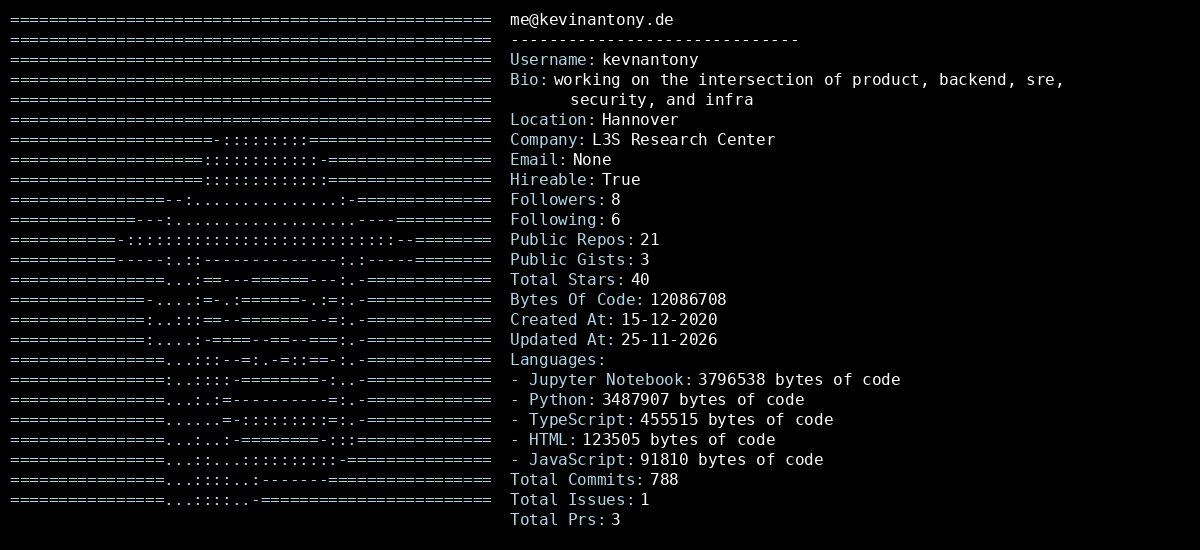 me@kevinantony.de
------------------------------
Username: kevnantony
Bio: working on the intersection of product, backend, sre,
security, and infra
Location: Hannover
Company: L3S Research Center
Email: None
Hireable: True
Followers: 8
Following: 6
Public Repos: 21
Public Gists: 3
Total Stars: 40
Bytes Of Code: 12086708
Created At: 15-12-2020
Updated At: 25-11-2026
Languages:
- Jupyter Notebook: 3796538 bytes of code
- Python: 3487907 bytes of code
- TypeScript: 455515 bytes of code
- HTML: 123505 bytes of code
- JavaScript: 91810 bytes of code
Total Commits: 788
Total Issues: 1
Total Prs: 3